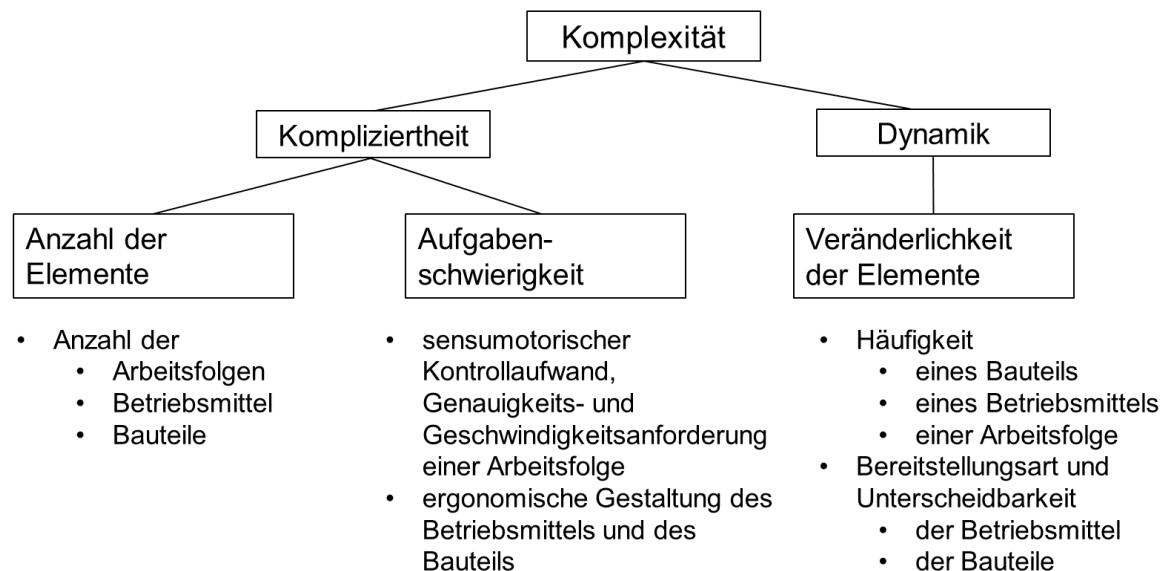 Komplexität
Kompliziertheit
Dynamik
Anzahl der
Elemente
Aufgaben-
schwierigkeit
Veränderlichkeit
der Elemente
• Anzahl der
• Arbeitsfolgen
• Betriebsmittel
• Bauteile
• sensumotorischer
Kontrollaufwand,
Genauigkeits- und
Geschwindigkeitsanforderung
einer Arbeitsfolge
• ergonomische Gestaltung des
Betriebsmittels und des
Bauteils
• Häufigkeit
• eines Bauteils
• eines Betriebsmittels
• einer Arbeitsfolge
• Bereitstellungsart und
Unterscheidbarkeit
• der Betriebsmittel
• der Bauteile